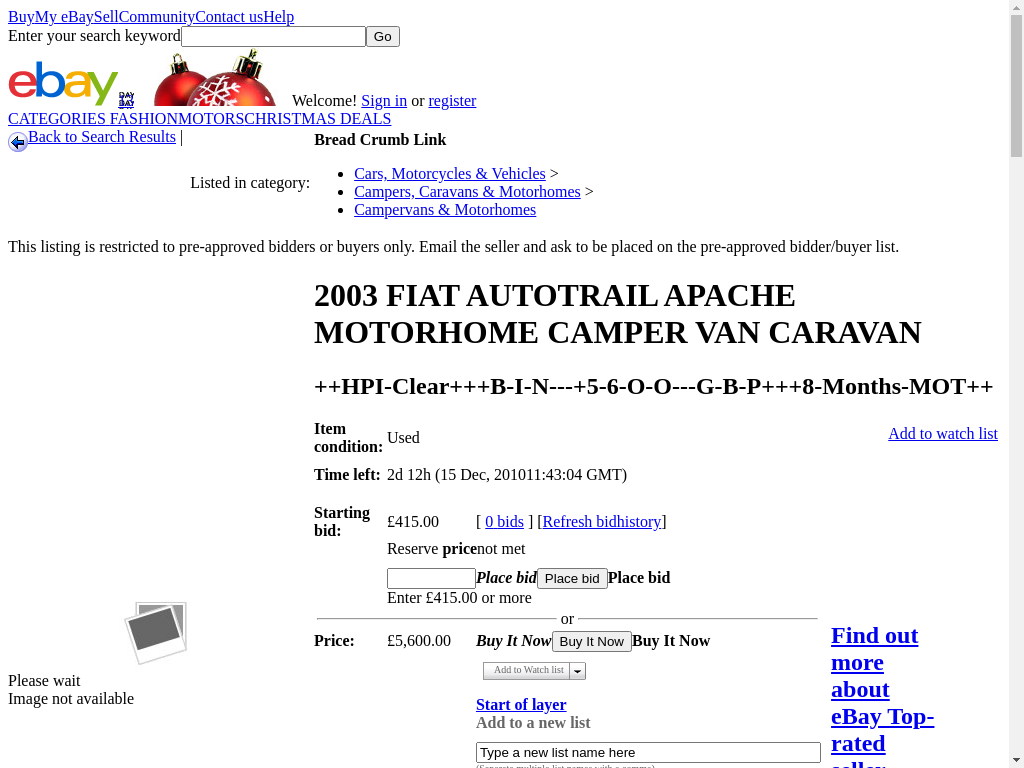 BuyMy eBaySellCommunityContact usHelp
Enter your search keyword Go
ebay Welcome! Sign in or register
CATEGORIES FASHIONMOTORSCHRISTMAS DEALS
Back to Search Results |
Bread Crumb Link
Listed in category:
Cars, Motorcycles & Vehicles >
Campers, Caravans & Motorhomes >
Campervans & Motorhomes
This listing is restricted to pre-approved bidders or buyers only. Email the seller and ask to be placed on the pre-approved bidder/buyer list.
2003 FIAT AUTOTRAIL APACHE
MOTORHOME CAMPER VAN CARAVAN
++HPI-Clear+++B-I-N---+5-6-O-O---G-B-P+++8-Months-MOT++
Item
condition: Used
Add to watch list
Time left: 2d 12h (15 Dec, 201011:43:04 GMT)
Starting
bid: £415.00 [ 0 bids ] [Refresh bidhistory]
Reserve pricenot met
Place bid Place bid Place bid
Enter £415.00 or more
or
Price: £5,600.00 Buy It Now Buy It Now Buy It Now
Add to Watch list
Start of layer
Add to a new list
Type a new list name here
(Separate multiple list names with a comma)
Please wait
Image not available
Find out
more
about
eBay Top-
rated